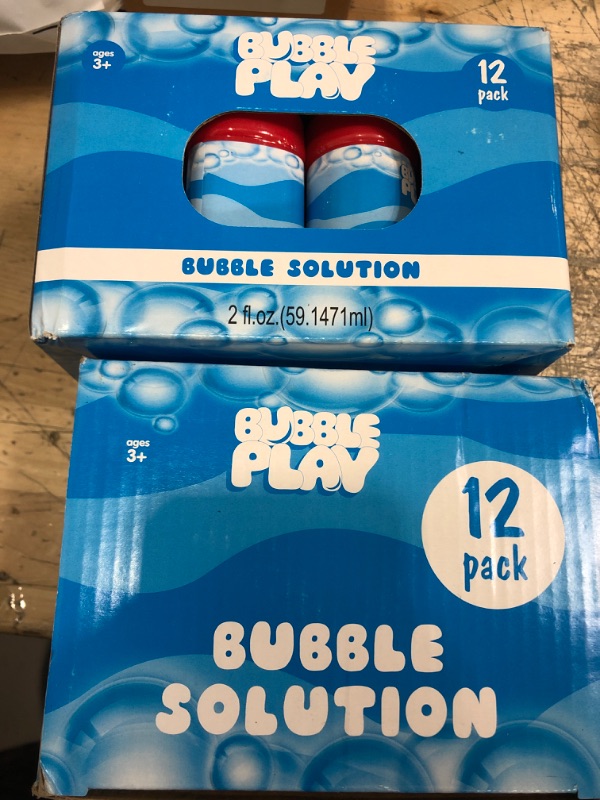 ages
3+
BUBBLE
PLAY
12
pack
BUBBLE SOLUTION
2 fl.oz.(59.1471ml)
ages
3+
BUBBLE
PLAY
12
pack
BUBBLE
SOLUTION